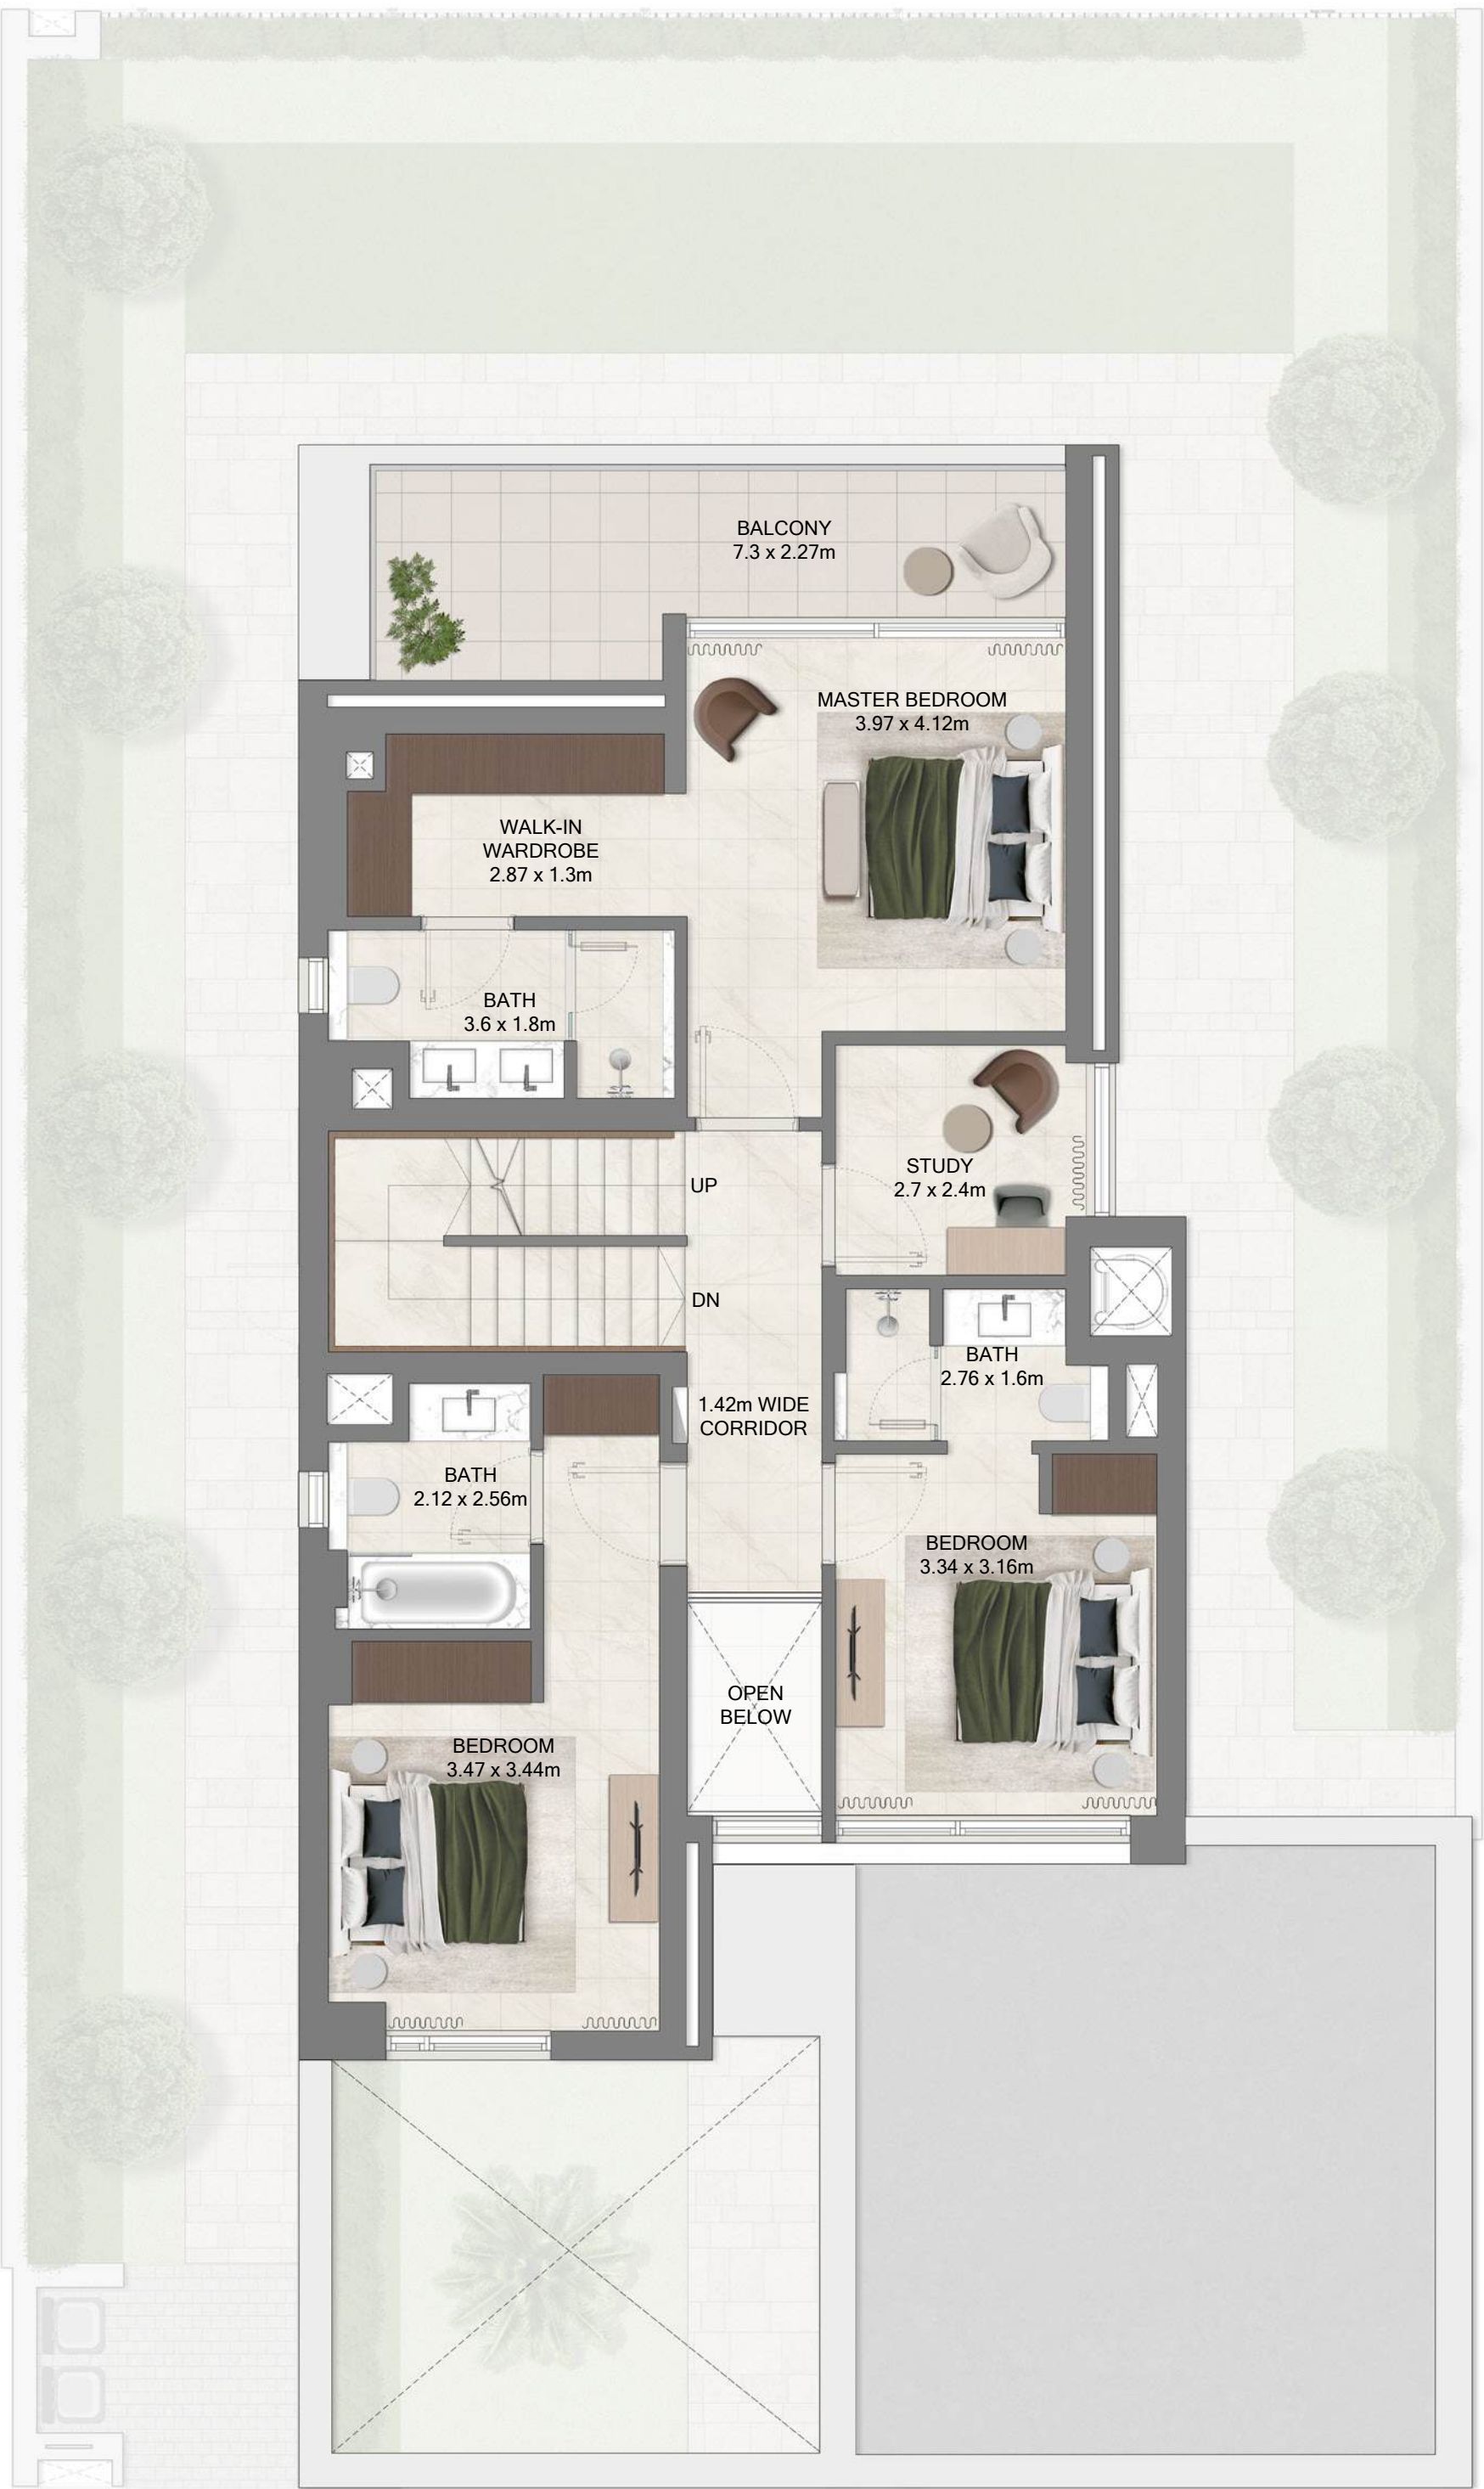 BALCONY
7.3 x 2.27m
MASTER BEDROOM
3.97 x 4.12m
WALK-IN
WARDROBE
2.87 x 1.3m
BATH
3.6 x 1.8m
UP
STUDY
2.7 x 2.4m
DN
BATH
2.76 x 1.6m
1.42m WIDE
CORRIDOR
BATH
2.12 x 2.56m
BEDROOM
3.34 x 3.16m
OPEN
BELOW
BEDROOM
3.47 x 3.44m